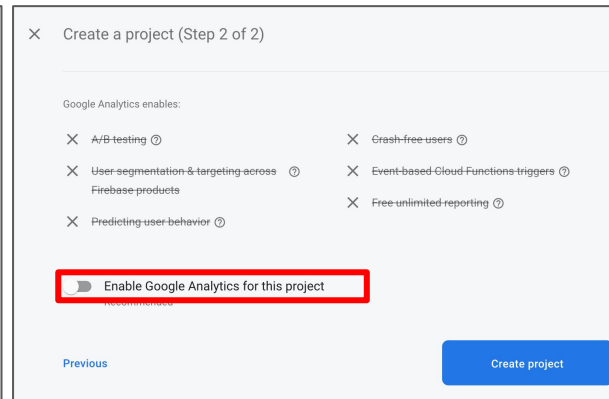 Create a project (Step 2 of 2)
Google Analytics enables:
A/B testing
Crash-free users
User segmentation & targeting across
Firebase products
Event-based Cloud Functions triggers
Predicting user behavior
Free unlimited reporting
Enable Google Analytics for this project
Recommended
Previous
Create project